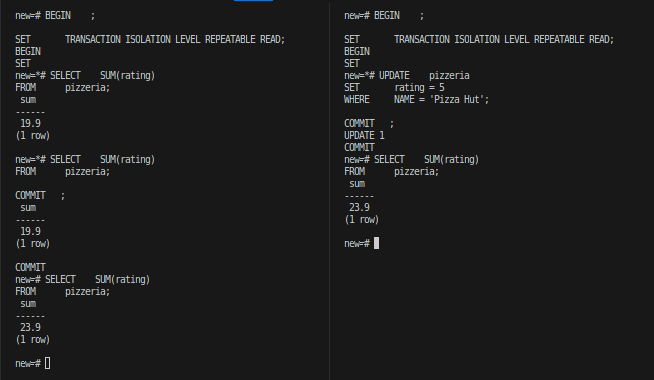 new=# BEGIN    ;

SET       TRANSACTION ISOLATION LEVEL REPEATABLE READ;
BEGIN
SET
new=*# SELECT    SUM(rating)
FROM      pizzeria;
 sum
------
 19.9
(1 row)

new=*# SELECT    SUM(rating)
FROM      pizzeria;

COMMIT   ;
 sum
------
 19.9
(1 row)

COMMIT
new=# SELECT    SUM(rating)
FROM      pizzeria;
 sum
------
 23.9
(1 row)

new=#

new=# BEGIN    ;

SET       TRANSACTION ISOLATION LEVEL REPEATABLE READ;
BEGIN
SET
new=*# UPDATE    pizzeria
SET       rating = 5
WHERE     NAME = 'Pizza Hut';

COMMIT   ;
UPDATE 1
COMMIT
new=# SELECT    SUM(rating)
FROM      pizzeria;
 sum
------
 23.9
(1 row)

new=#